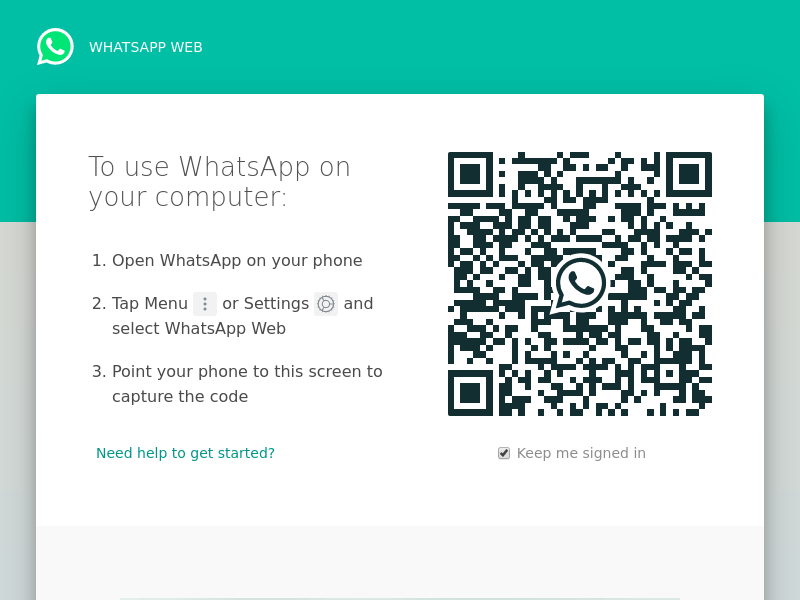 WHATSAPP WEB
To use WhatsApp on
your computer:
1. Open WhatsApp on your phone
2. Tap Menu or Settings and
select WhatsApp Web
3. Point your phone to this screen to
capture the code
Need help to get started?
Keep me signed in